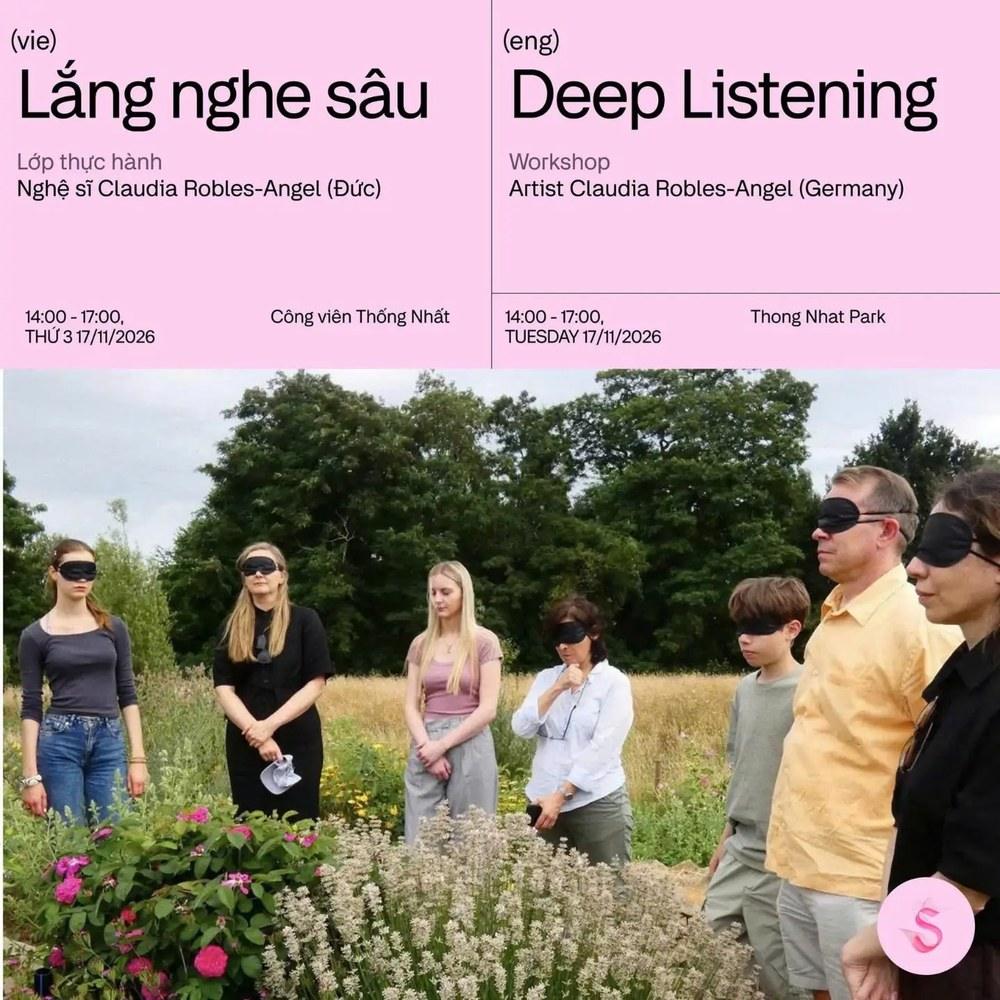 (vie)
Lắng nghe sâu
Lớp thực hành
Nghệ sĩ Claudia Robles-Angel (Đức)
14:00 - 17:00,
THỨ 3 17/11/2026
Công viên Thống Nhất
(eng)
Deep Listening
Workshop
Artist Claudia Robles-Angel (Germany)
14:00 - 17:00,
TUESDAY 17/11/2026
Thong Nhat Park
S